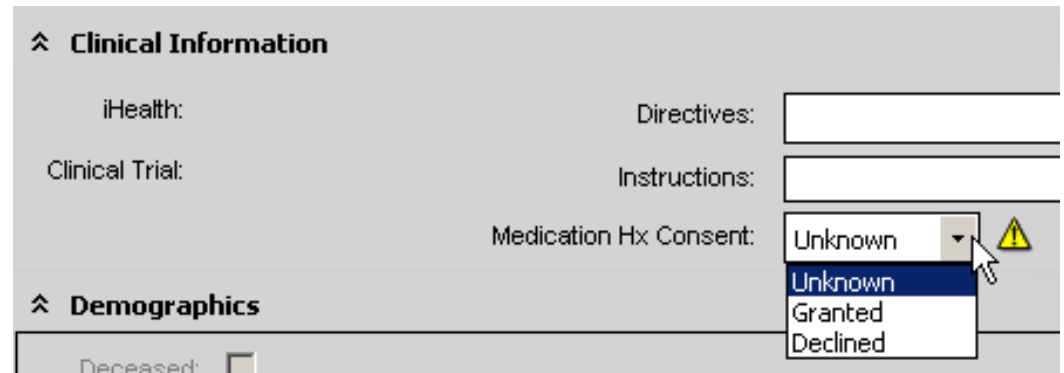 Clinical Information
iHealth:
Directives:
Clinical Trial:
Instructions:
Medication Hx Consent:
Unknown
Unknown
Granted
Declined
Demographics
Deceased: